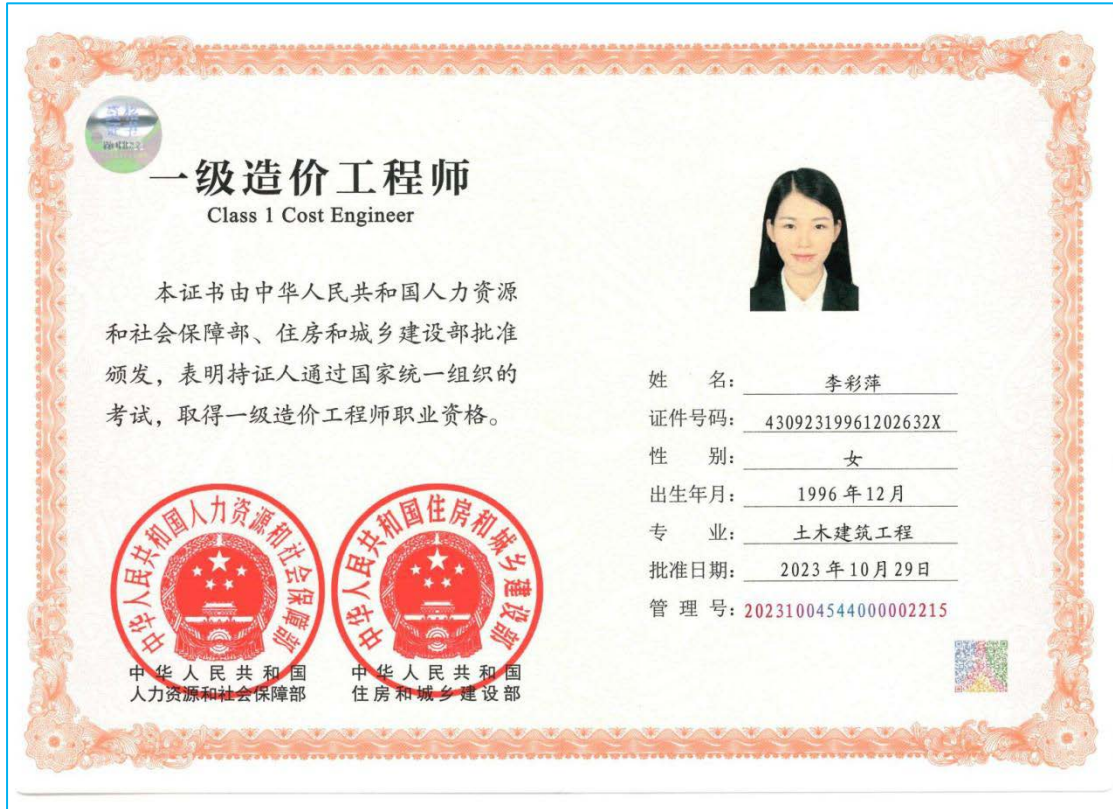 一级造价工程师
Class 1 Cost Engineer
本证书由中华人民共和国人力资源
和社会保障部、住房和城乡建设部批准
颁发，表明持证人通过国家统一组织的
考试，取得一级造价工程师职业资格。
中华人民共和国人力资源和社会保障部
中华人民共和国住房和城乡建设部
中华人民共和国
人力资源和社会保障部
中华人民共和国
住房和城乡建设部
姓 名：李彩萍
证件号码：43092319961202632X
性 别：女
出生年月：1996年12月
专 业：土木建筑工程
批准日期：2023年10月29日
管 理 号：20231004544000002215